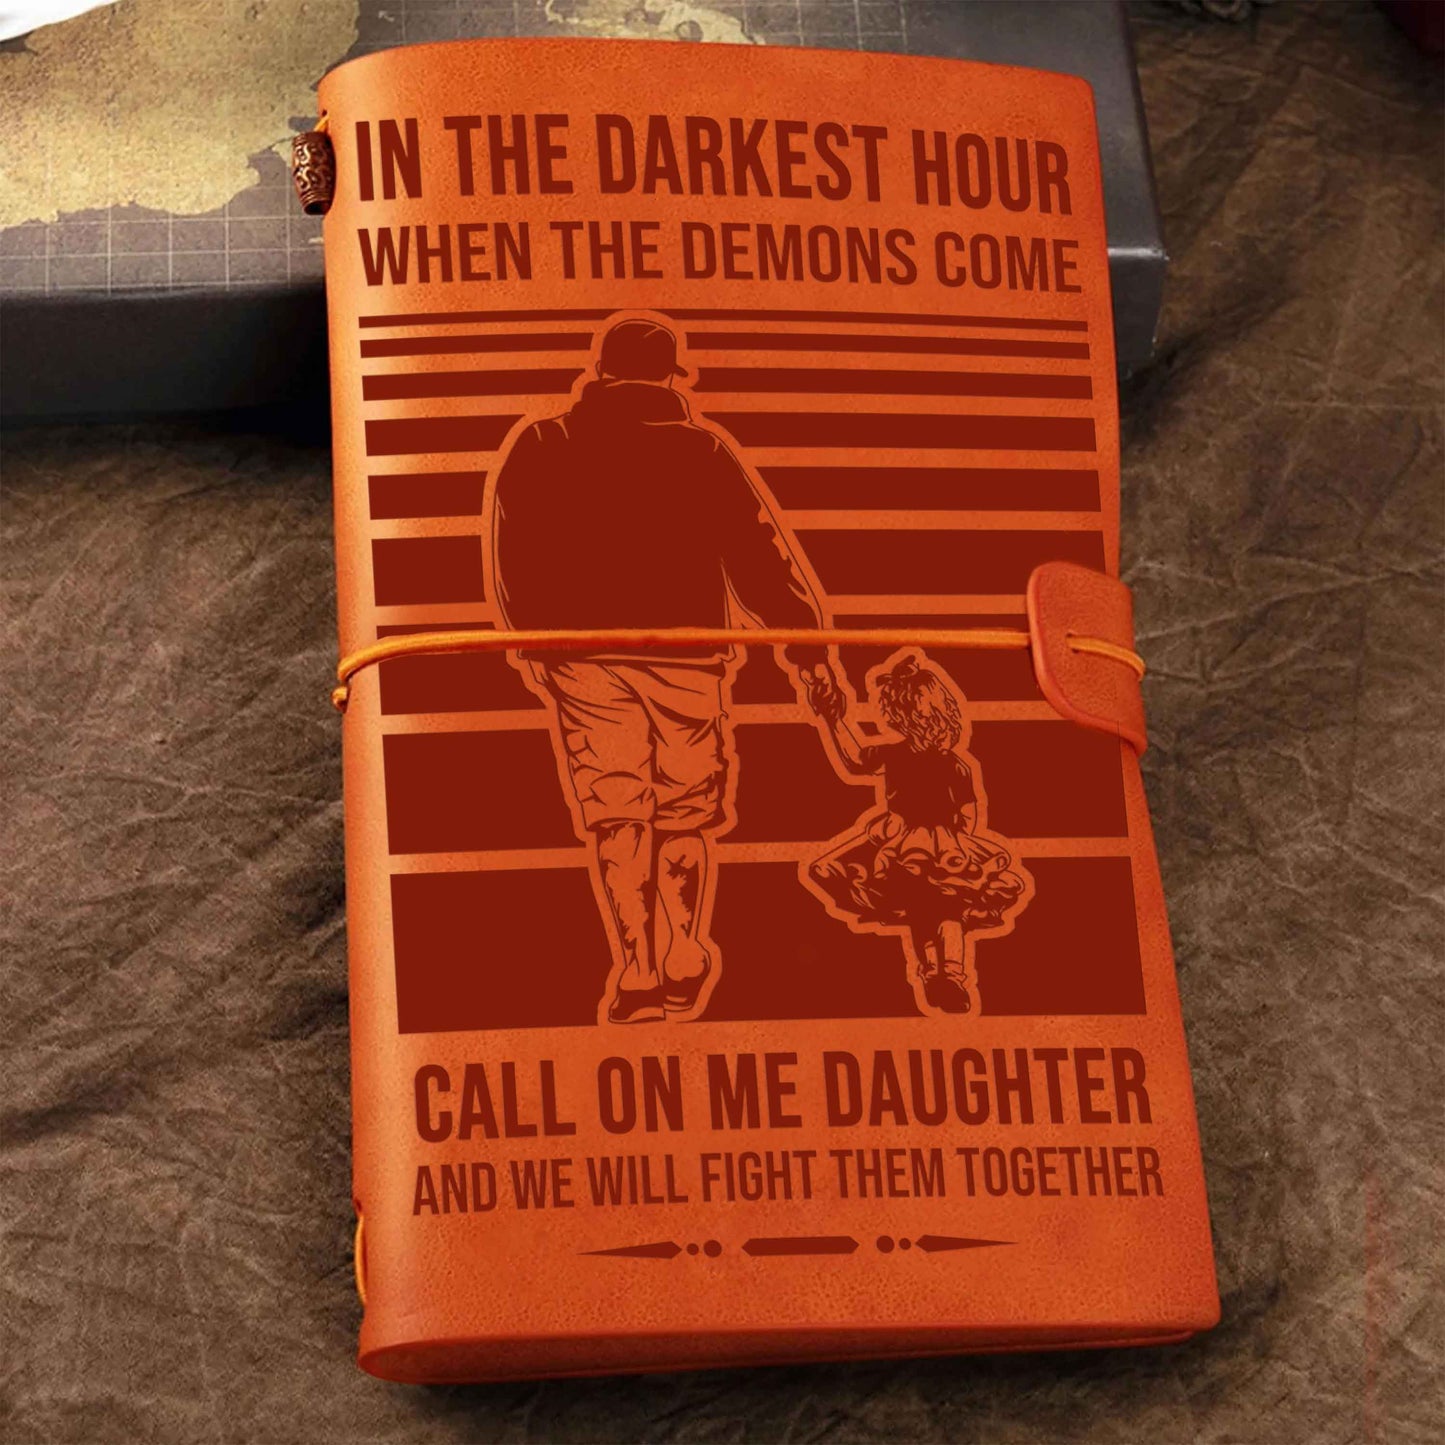 IN THE DARKEST HOUR
WHEN THE DEMONS COME
CALL ON ME DAUGHTER
AND WE WILL FIGHT THEM TOGETHER